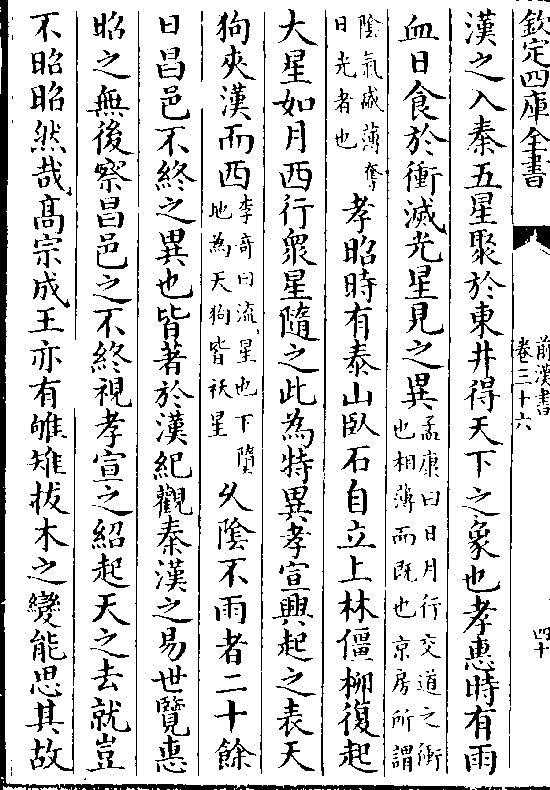 欽定四庫全書
前漢書
卷三十六
四十
漢之入秦五星聚於東井得天下之象也孝惠時有雨
血日食於衝滅光星見之異孟康曰日月行交道之衝也相薄而既也京房所謂
陰氣盛薄奪日光者也孝昭時有泰山臥石自立上林僵柳復起
大星如月西行衆星隨之此為特異孝宣興起之表天
狗夾漢而西李奇曰流星也下墮地為天狗皆祅星乆陰不雨者二十餘
日昌邑不終之異也皆著於漢紀觀秦漢之易世覽惠
昭之無後察昌邑之不終視孝宣之紹起天之去就豈
不昭昭然哉高宗成王亦有雊雉拔木之變能思其故